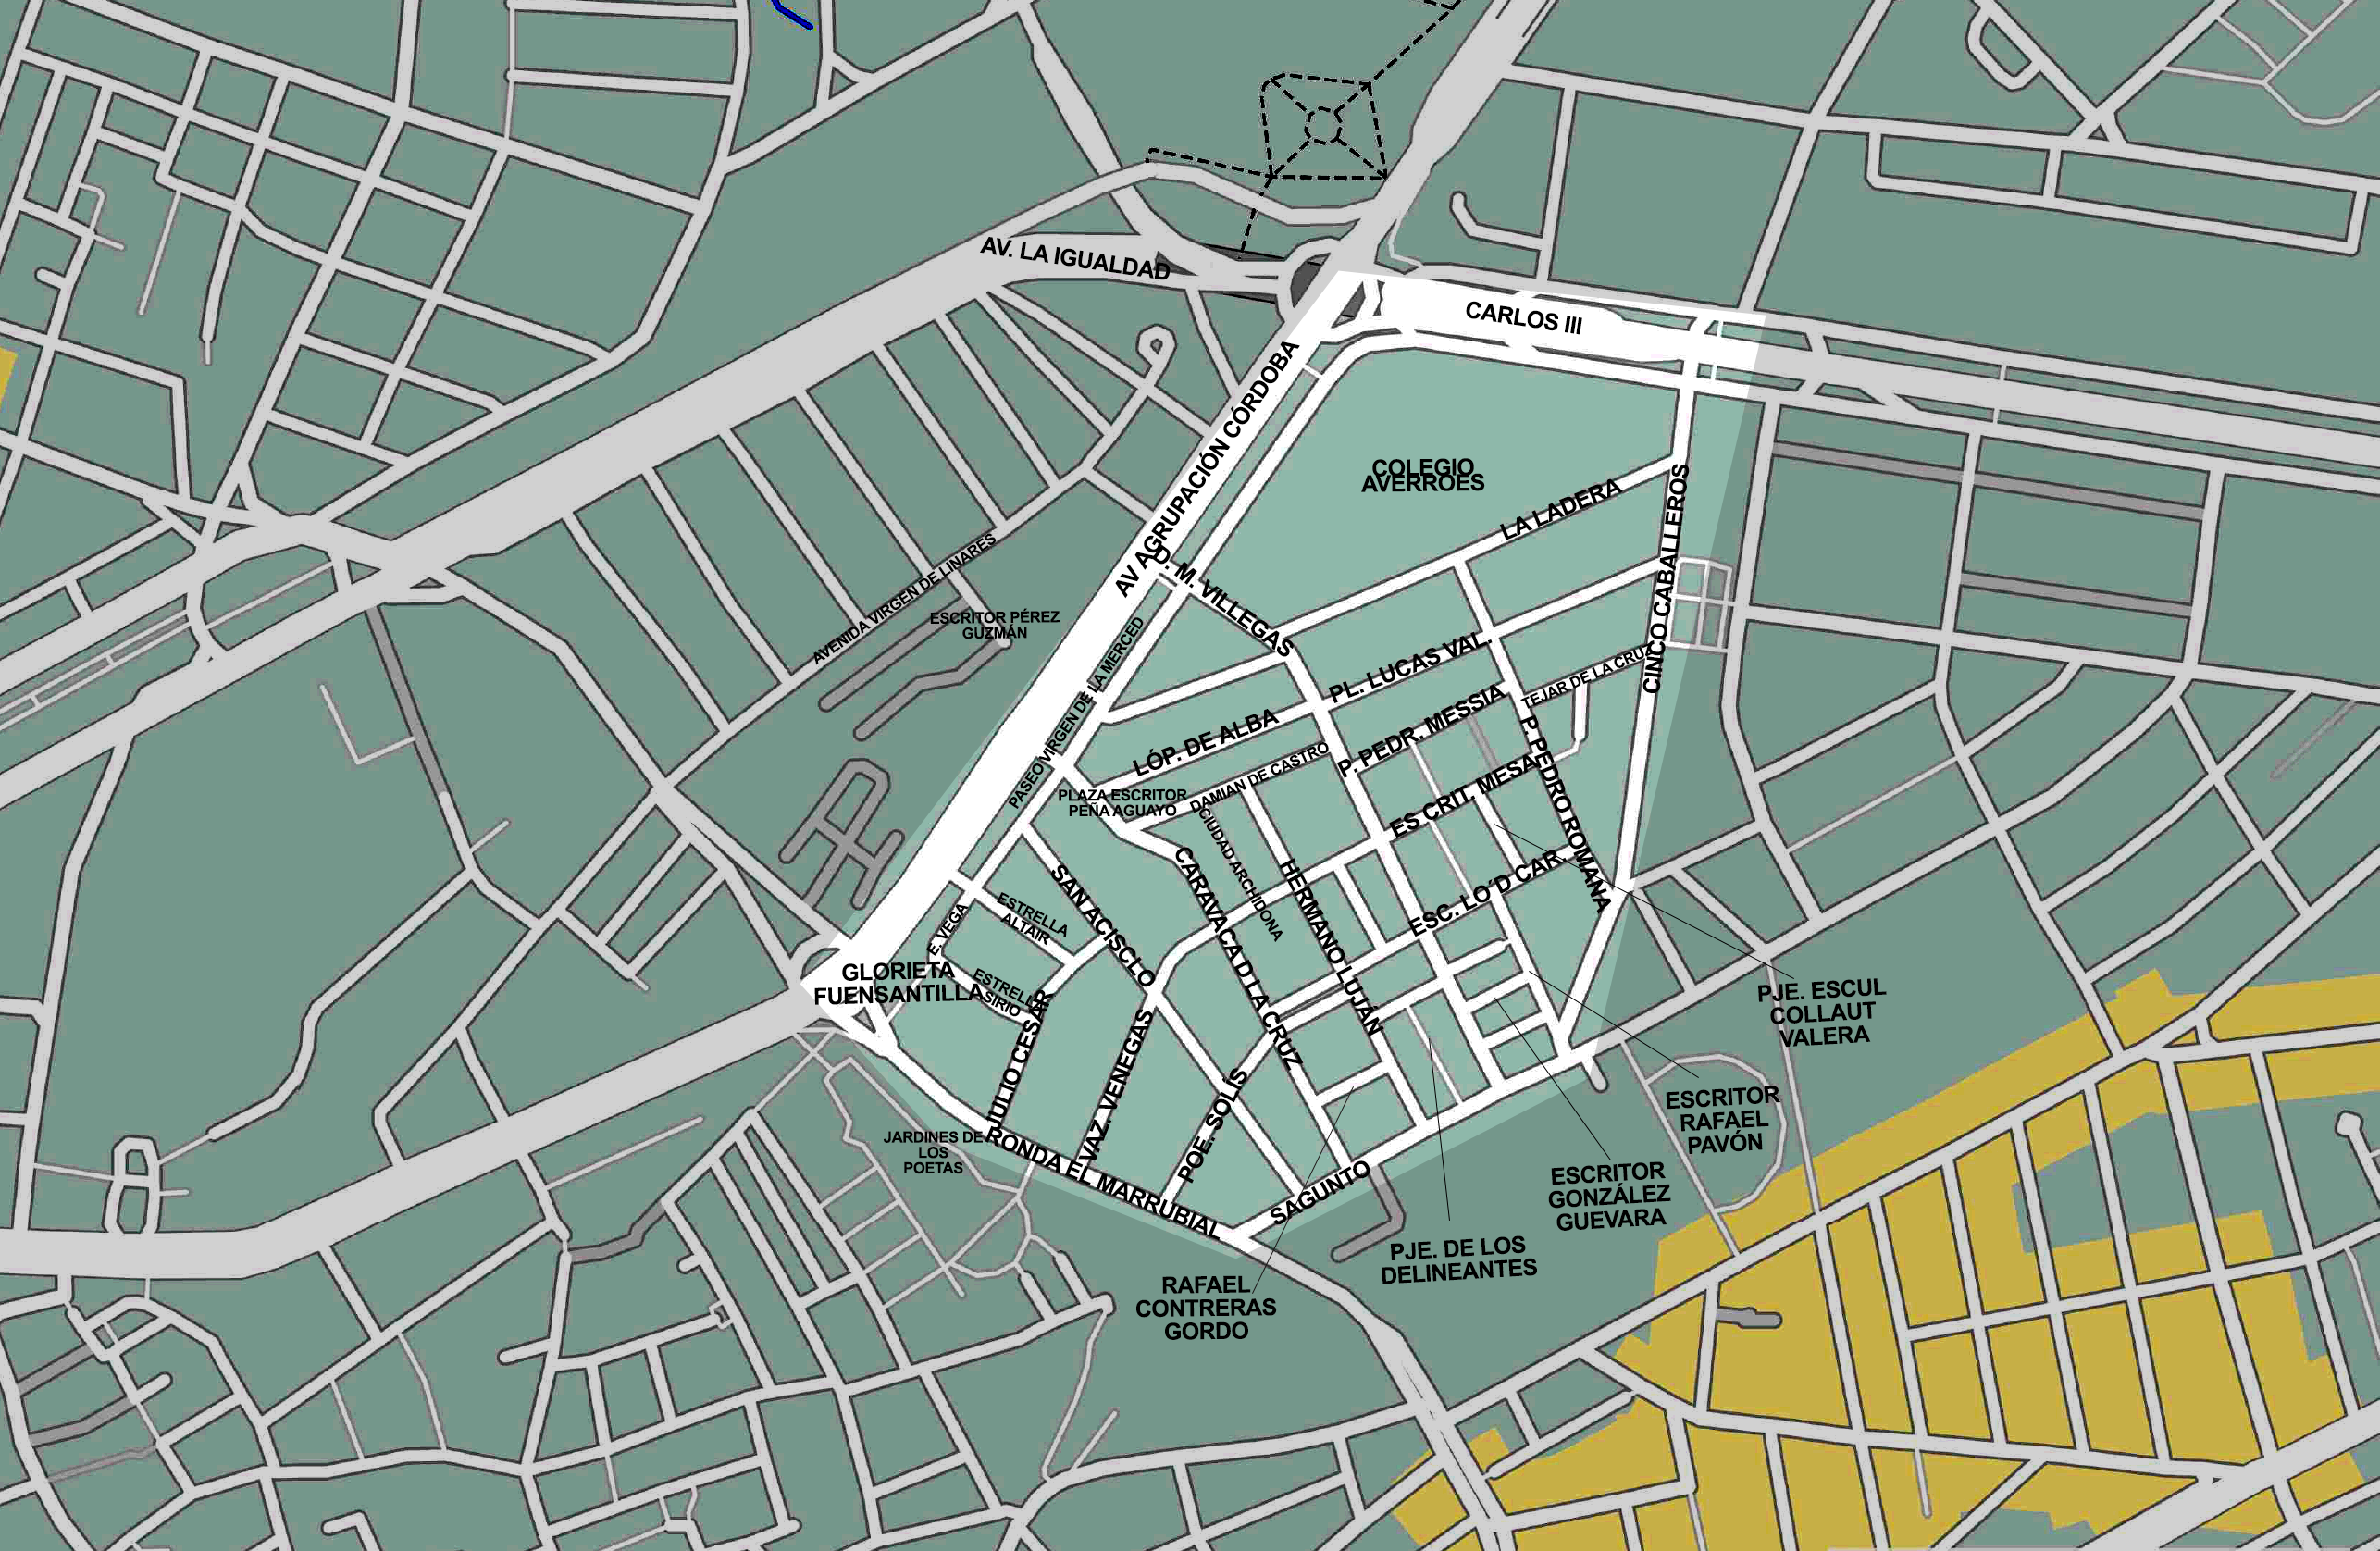 AV. LA IGUALDAD
CARLOS III
AV AGRUPACIÓN CÓRDOBA
COLEGIO
AVERROES
LA LADERA
CINCO CABALLEROS
D. M. VILLEGAS
AVENIDA VIRGEN DE LINARES
ESCRITOR PÉREZ
GUZMÁN
PASEO VIRGEN DE LA MERCED
PL. LUCAS VAL.
TEJAR DE LA CRUZ
LÓP. DE ALBA
P. PEDR. MESSIA
P. PEDRO ROMANA
DAMIAN DE CASTRO
PLAZA ESCRITOR
PEÑA AGUAYO
CIUDAD ARCHIDONA
ES CRIT. MESA
SAN ACISCLO
CARAVACA D LA CRUZ
HERMANO LUJÁN
ESC. LO´D CAR.
ESTRELLA
ALTAIR
E. VEGA
GLORIETA
FUENSANTILLA
ESTRELLA
SIRIO
JULIO CESAR
VAZ. VENEGAS
POE. SOLÍS
PJE. ESCUL
COLLAUT
VALERA
ESCRITOR
RAFAEL
PAVÓN
JARDINES DE
LOS
POETAS
RONDA EL MARRUBIAL
SAGUNTO
ESCRITOR
GONZÁLEZ
GUEVARA
PJE. DE LOS
DELINEANTES
RAFAEL
CONTRERAS
GORDO